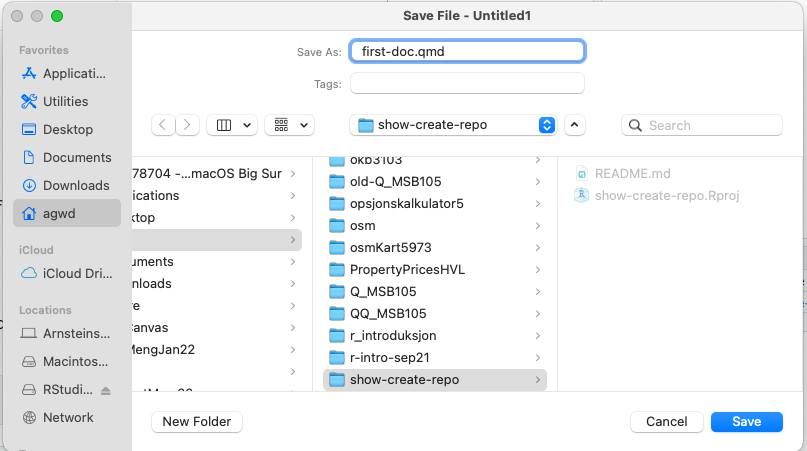 Save File - Untitled1
Save As: first-doc.qmd
Tags:
show-create-repo
Search
Favorites
Applicati...
Utilities
Desktop
Documents
Downloads
agwd
iCloud
iCloud Dri...
Locations
Arnsteins...
Macintos...
RStudi...
Network
78704 -...macOS Big Sur
ications
ktop
uments
nloads
re
Canvas
MengJan22
okb3103
old-Q_MSB105
opsjonskalkulator5
osm
osmKart5973
PropertyPricesHVL
Q_MSB105
QQ_MSB105
r_introduksjon
r-intro-sep21
show-create-repo
README.md
show-create-repo.Rproj
New Folder
Cancel
Save